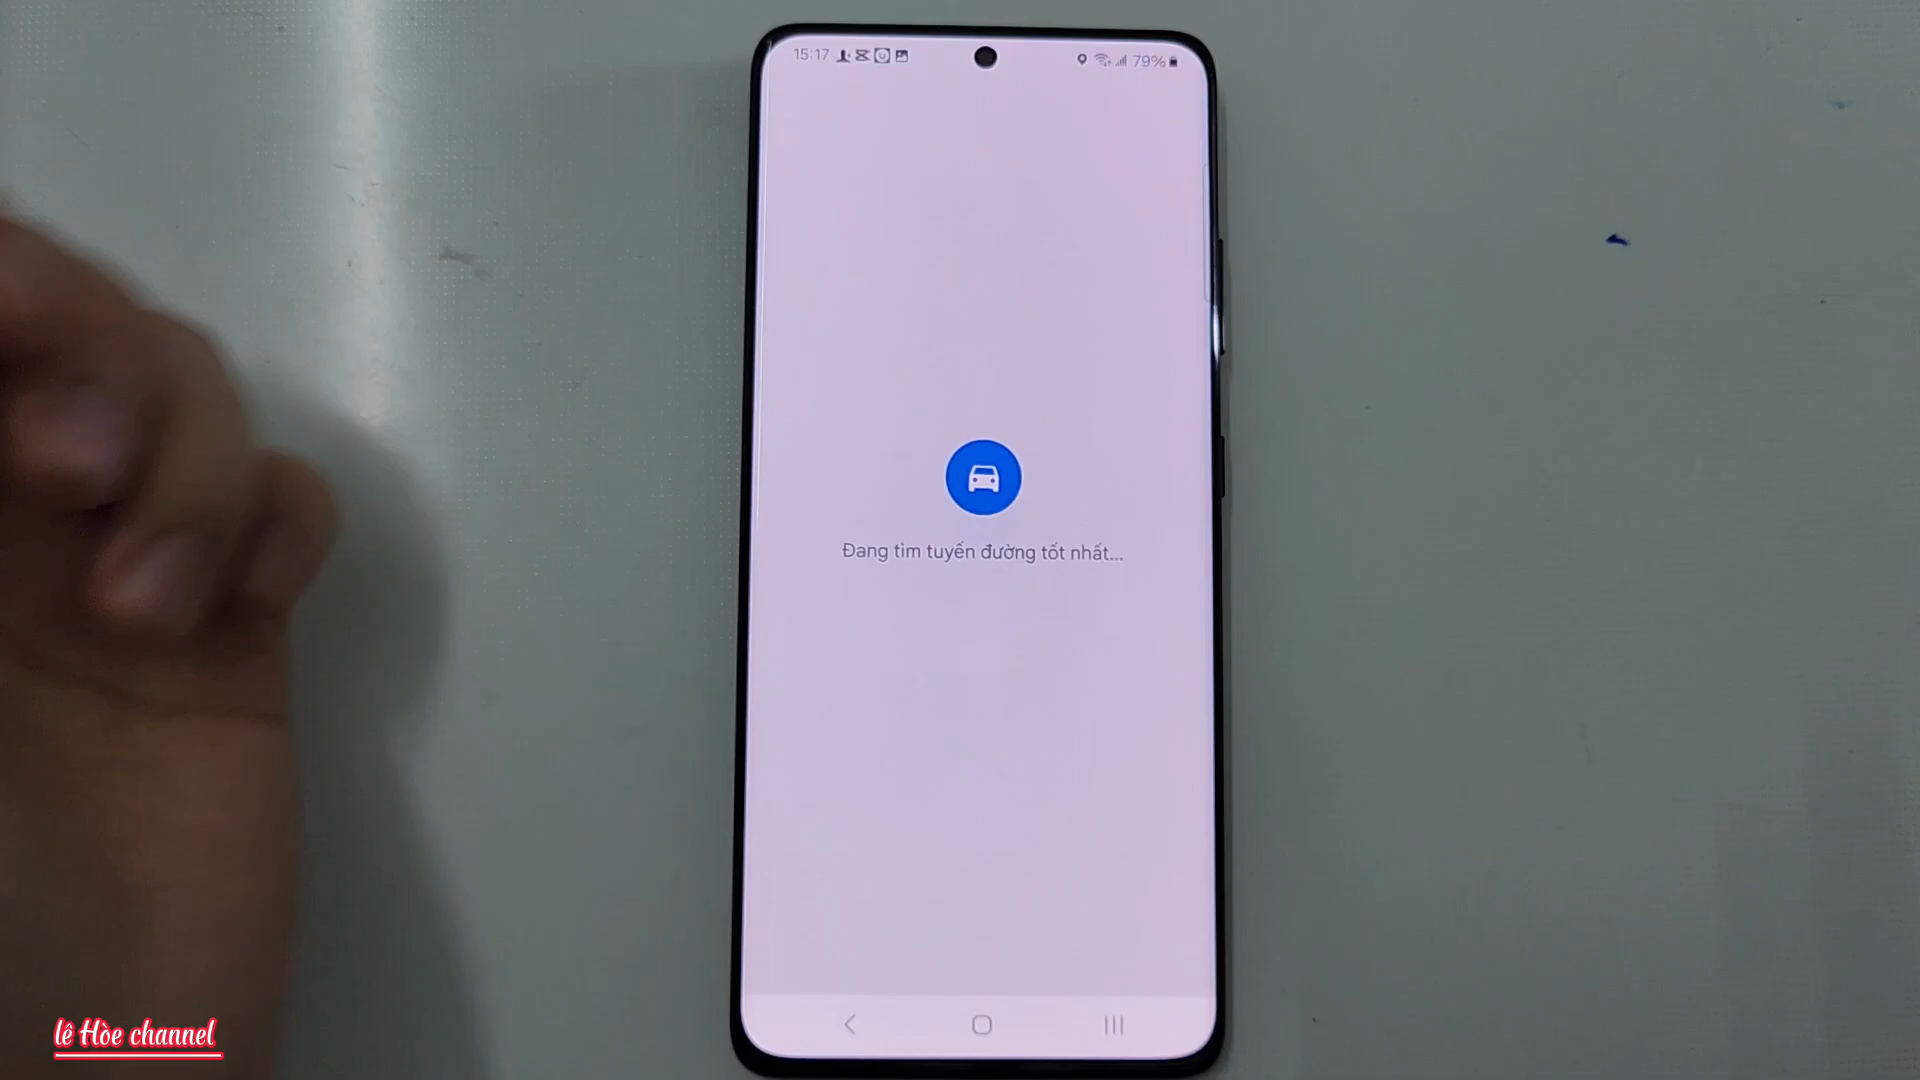 15:17
79%
Đang tìm tuyến đường tốt nhất...
lê Hòe channel